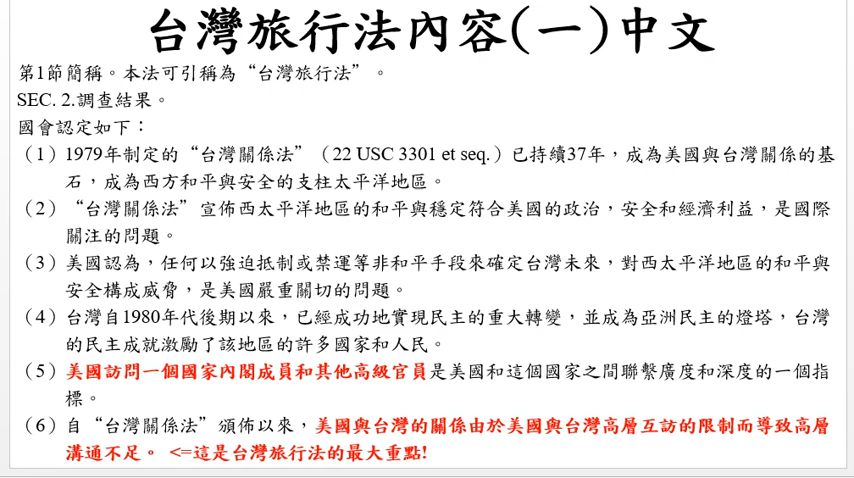 台灣旅行法內容(一)中文
第1節簡稱。本法可引稱為“台灣旅行法”。
SEC. 2.調查結果。
國會認定如下：
（1）1979年制定的“台灣關係法”（22 USC 3301 et seq.）已持續37年，成為美國與台灣關係的基
石，成為西方和平與安全的支柱太平洋地區。
（2）“台灣關係法”宣佈西太平洋地區的和平與穩定符合美國的政治，安全和經濟利益，是國際
關注的問題。
（3）美國認為，任何以強迫抵制或禁運等非和平手段來確定台灣未來，對西太平洋地區的和平與
安全構成威脅，是美國嚴重關切的問題。
（4）台灣自1980年代後期以來，已經成功地實現民主的重大轉變，並成為亞洲民主的燈塔，台灣
的民主成就激勵了該地區的許多國家和人民。
（5）美國訪問一個國家內閣成員和其他高級官員是美國和這個國家之間聯繫廣度和深度的一個指
標。
（6）自“台灣關係法”頒佈以來，美國與台灣的關係由於美國與台灣高層互訪的限制而導致高層
溝通不足。 <=這是台灣旅行法的最大重點!